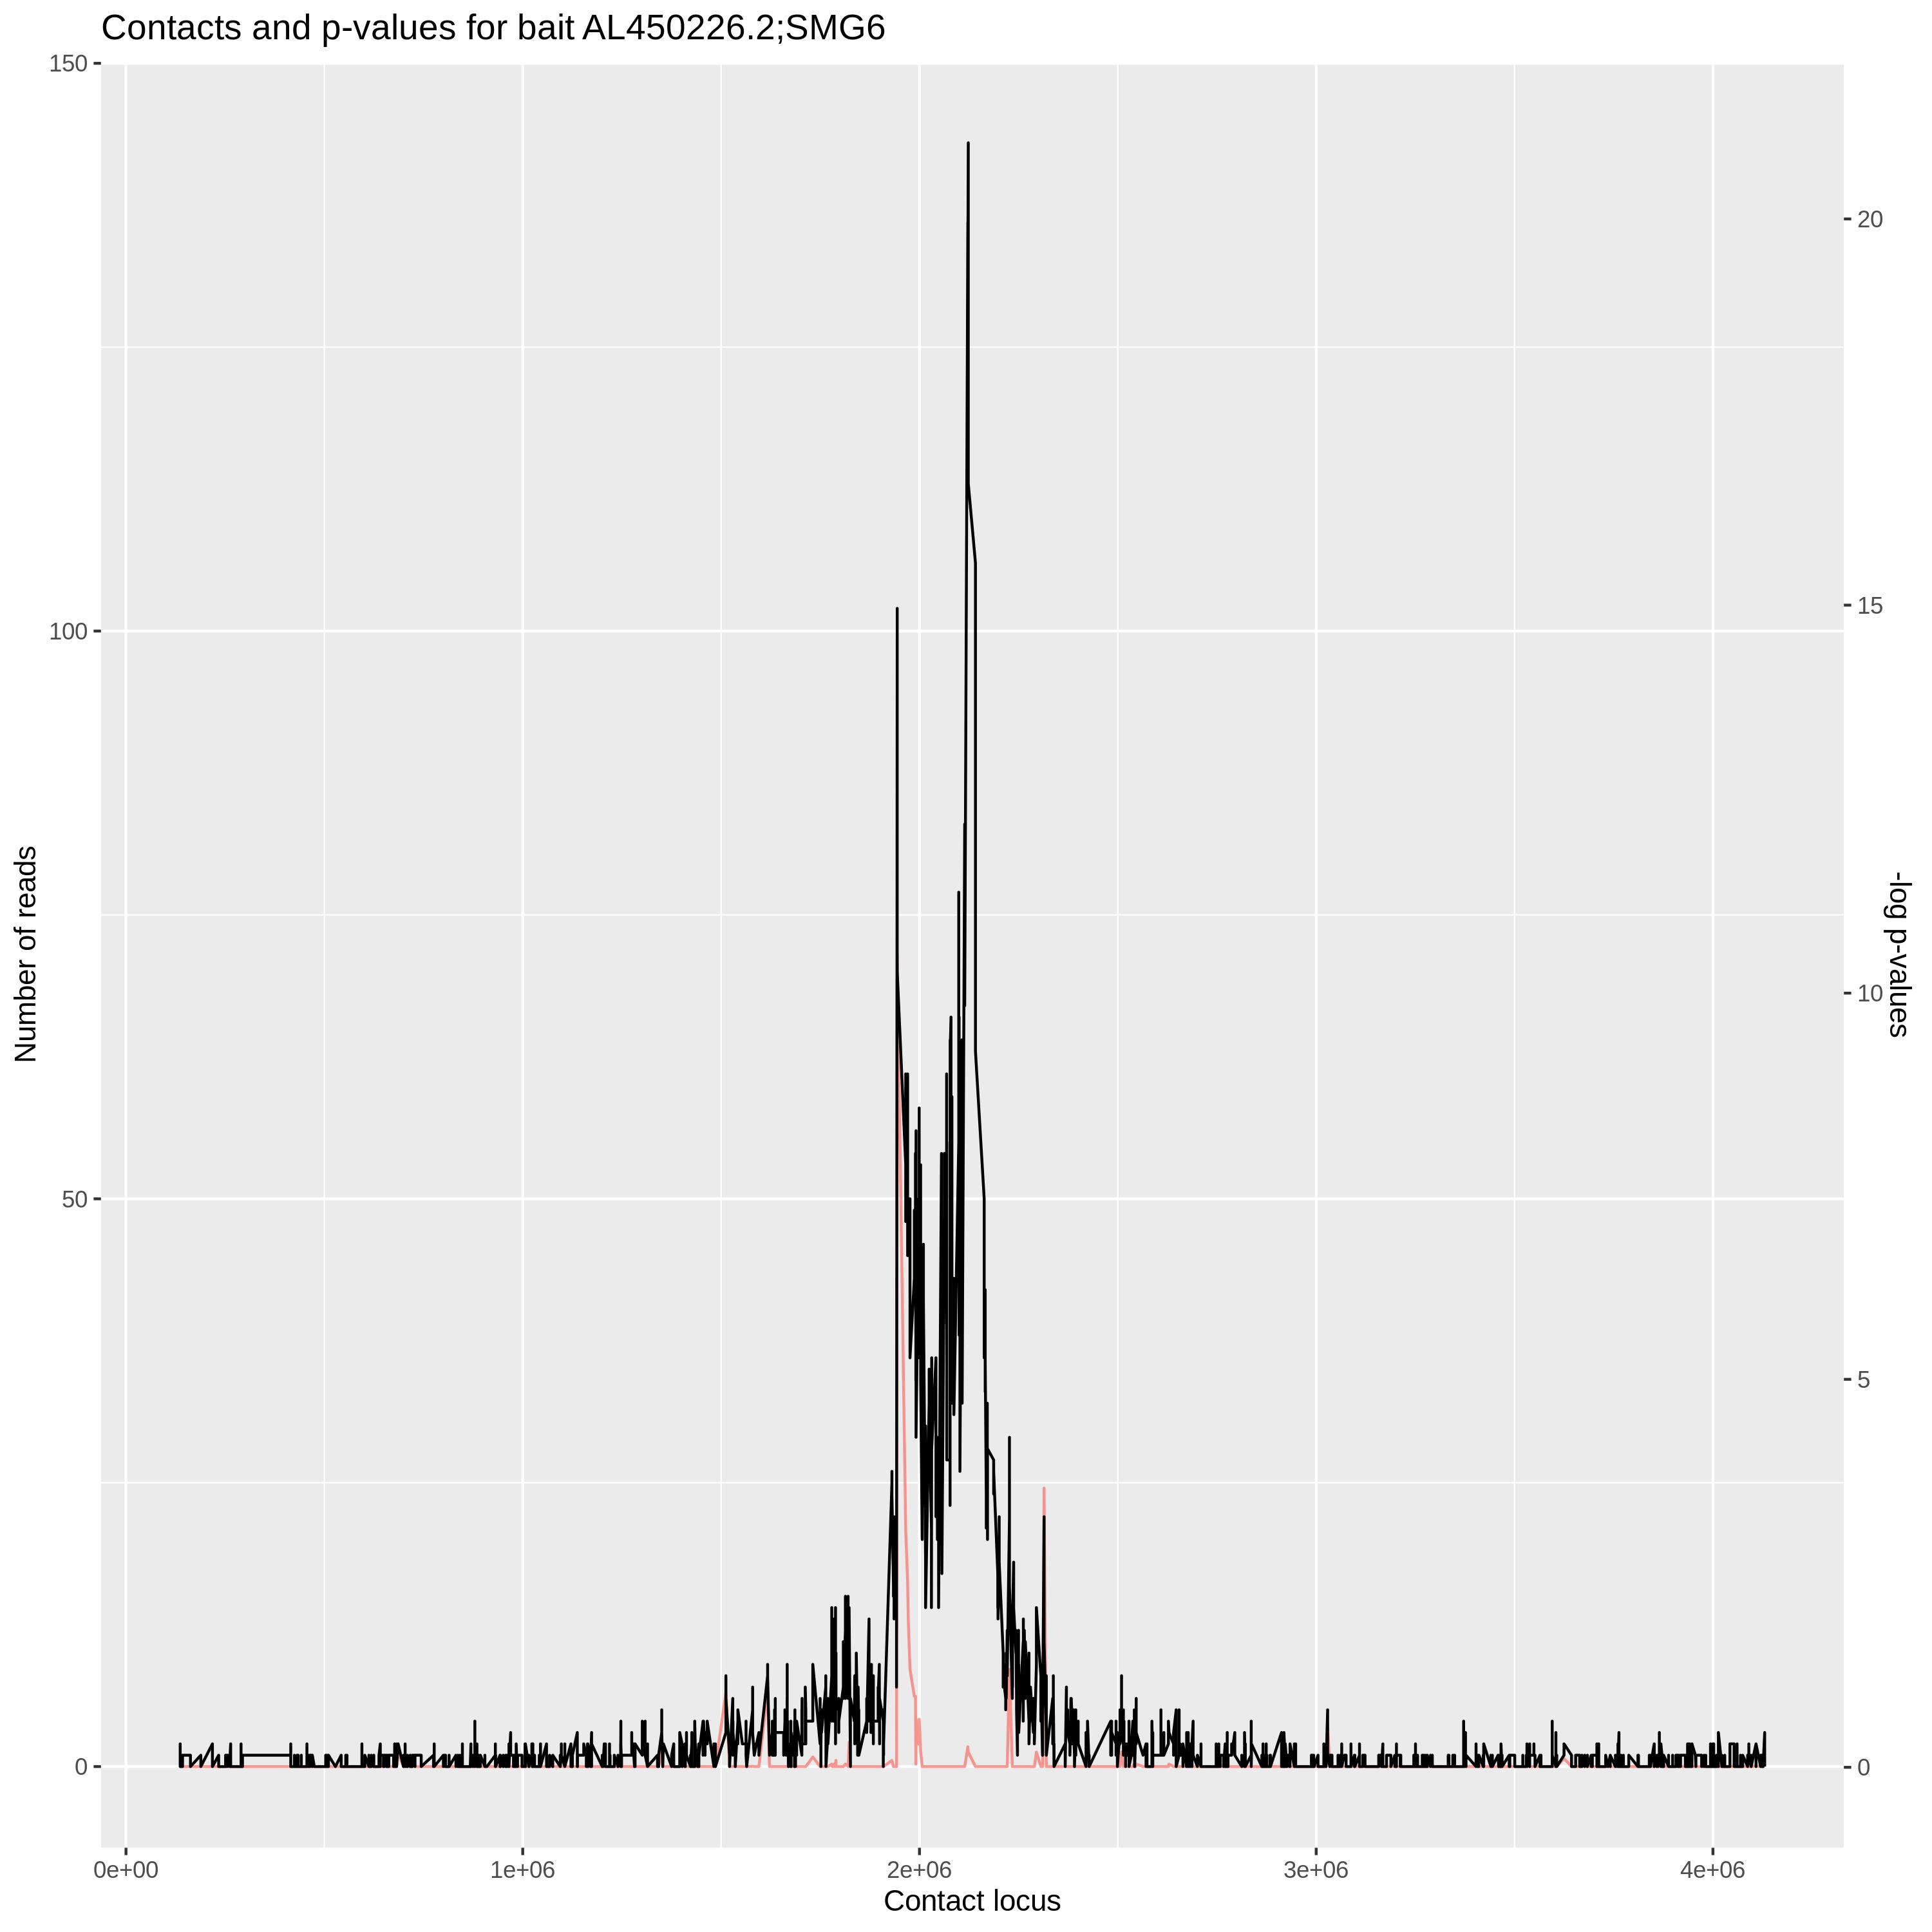 Contacts and p-values for bait AL450226.2;SMG6
150
100
50
0
Number of reads
20
15
10
5
0
-log p-values
0e+00
1e+06
2e+06
3e+06
4e+06
Contact locus